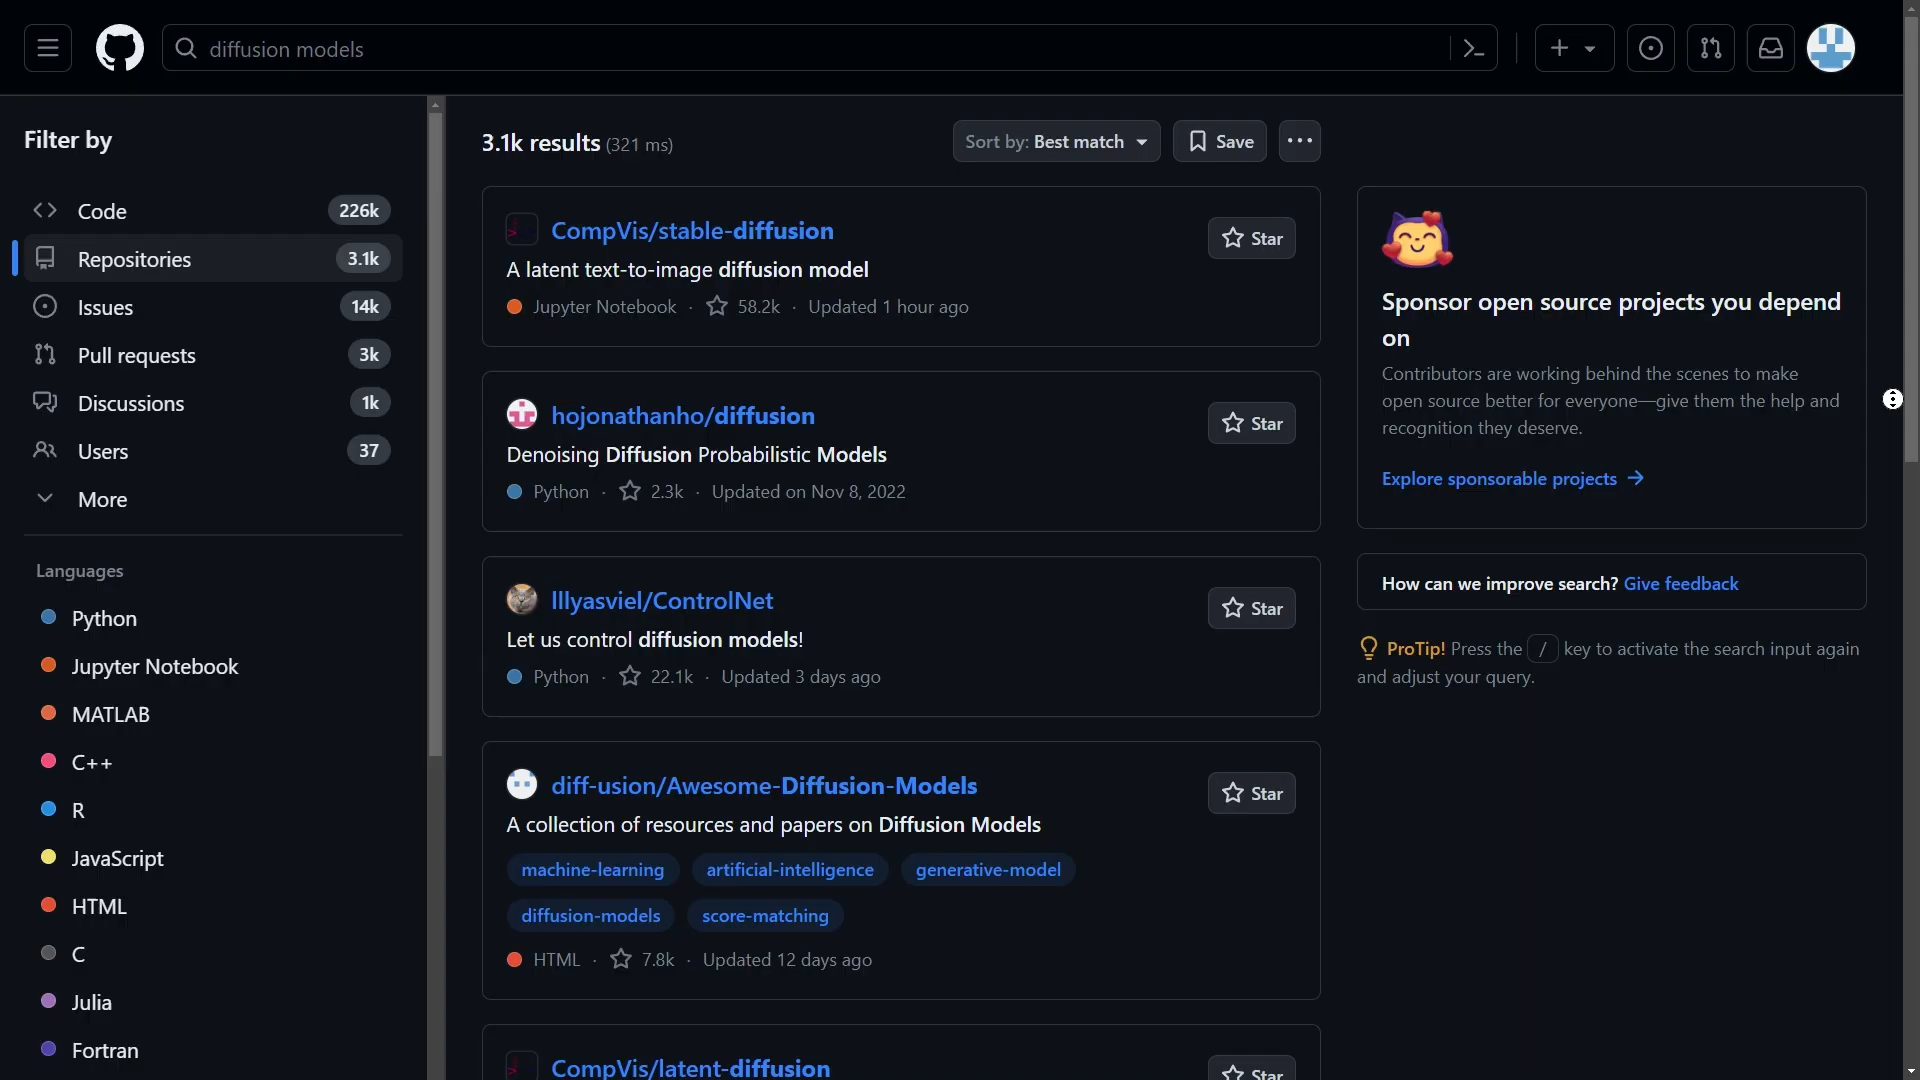 diffusion models
Filter by
Code 226k
Repositories 3.1k
Issues 14k
Pull requests 3k
Discussions 1k
Users 37
More
Languages
Python
Jupyter Notebook
MATLAB
C++
R
JavaScript
HTML
C
Julia
Fortran
3.1k results (321 ms)
Sort by: Best match
Save
CompVis/stable-diffusion
Star
A latent text-to-image diffusion model
Jupyter Notebook · 58.2k · Updated 1 hour ago
hojonathanho/diffusion
Star
Denoising Diffusion Probabilistic Models
Python · 2.3k · Updated on Nov 8, 2022
lllyasviel/ControlNet
Star
Let us control diffusion models!
Python · 22.1k · Updated 3 days ago
diff-usion/Awesome-Diffusion-Models
Star
A collection of resources and papers on Diffusion Models
machine-learning artificial-intelligence generative-model
diffusion-models score-matching
HTML · 7.8k · Updated 12 days ago
CompVis/latent-diffusion
Star
Sponsor open source projects you depend
on
Contributors are working behind the scenes to make
open source better for everyone—give them the help and
recognition they deserve.
Explore sponsorable projects →
How can we improve search? Give feedback
ProTip! Press the / key to activate the search input again
and adjust your query.